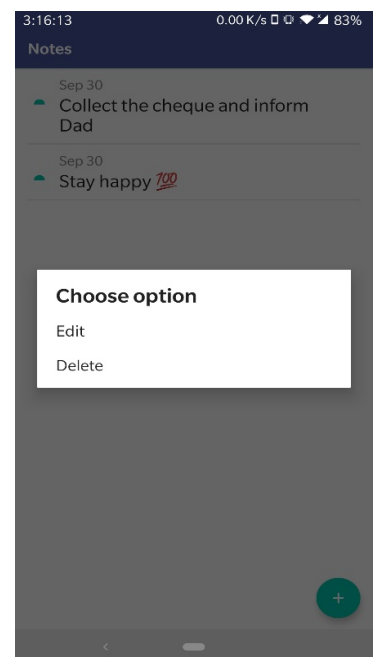 3:16:13 0.00 K/s 83%
Notes
Sep 30
Collect the cheque and inform
Dad
Sep 30
Stay happy 💯
Choose option
Edit
Delete
+